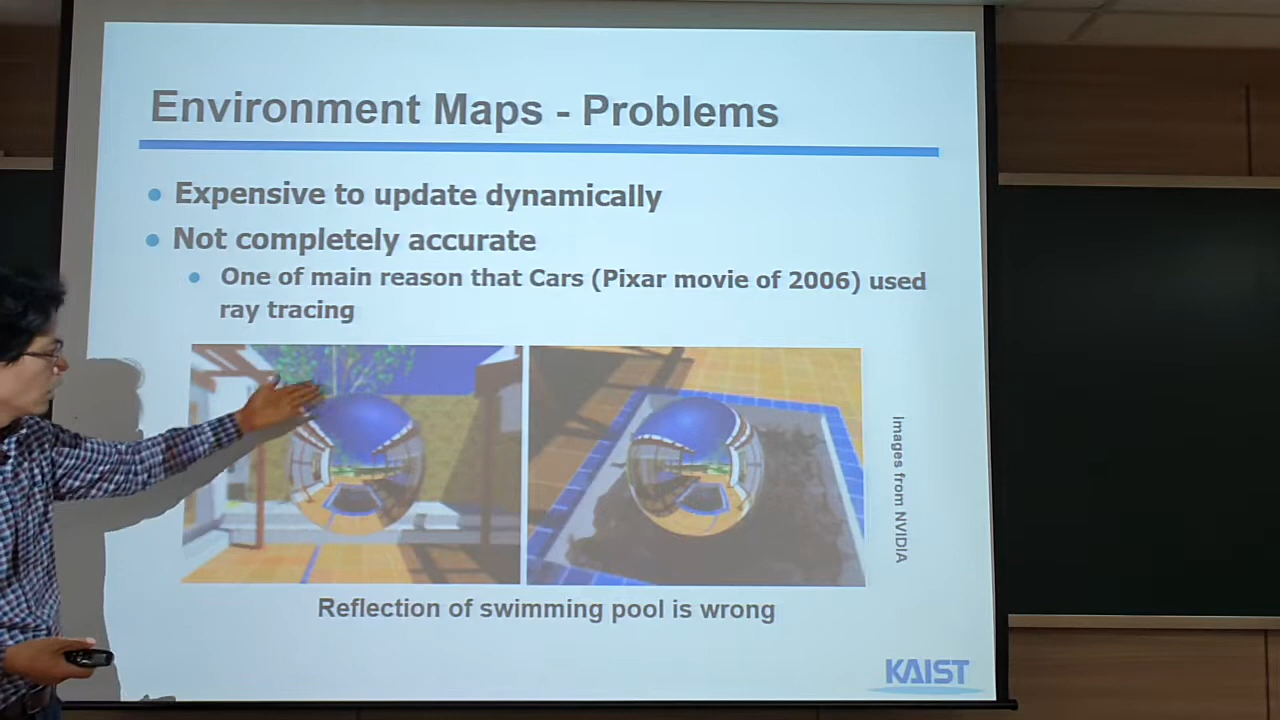 Environment Maps - Problems
Expensive to update dynamically
Not completely accurate
One of main reason that Cars (Pixar movie of 2006) used
ray tracing
images from NVIDIA
Reflection of swimming pool is wrong
KAIST